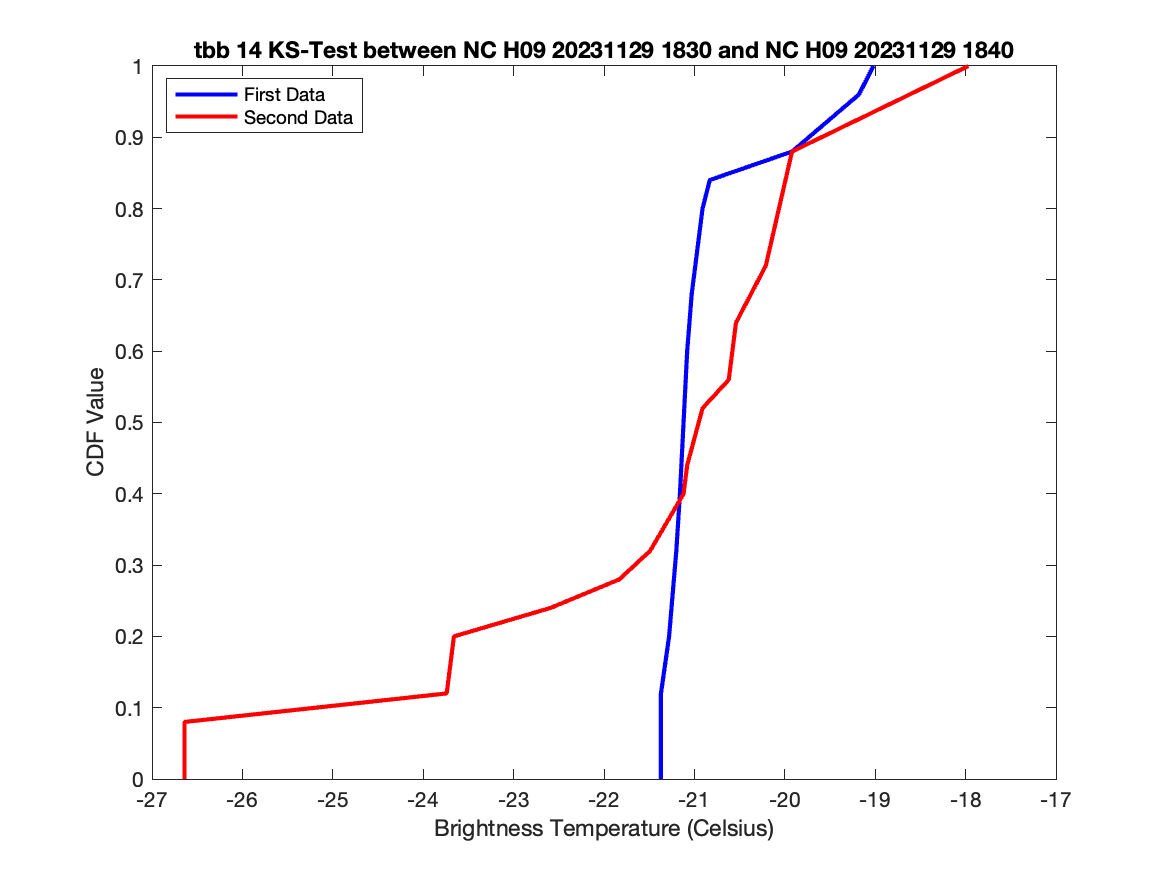 tbb 14 KS-Test between NC H09 20231129 1830 and NC H09 20231129 1840
First Data
Second Data
1
0.9
0.8
0.7
0.6
0.5
0.4
0.3
0.2
0.1
0
CDF Value
-27 -26 -25 -24 -23 -22 -21 -20 -19 -18 -17
Brightness Temperature (Celsius)